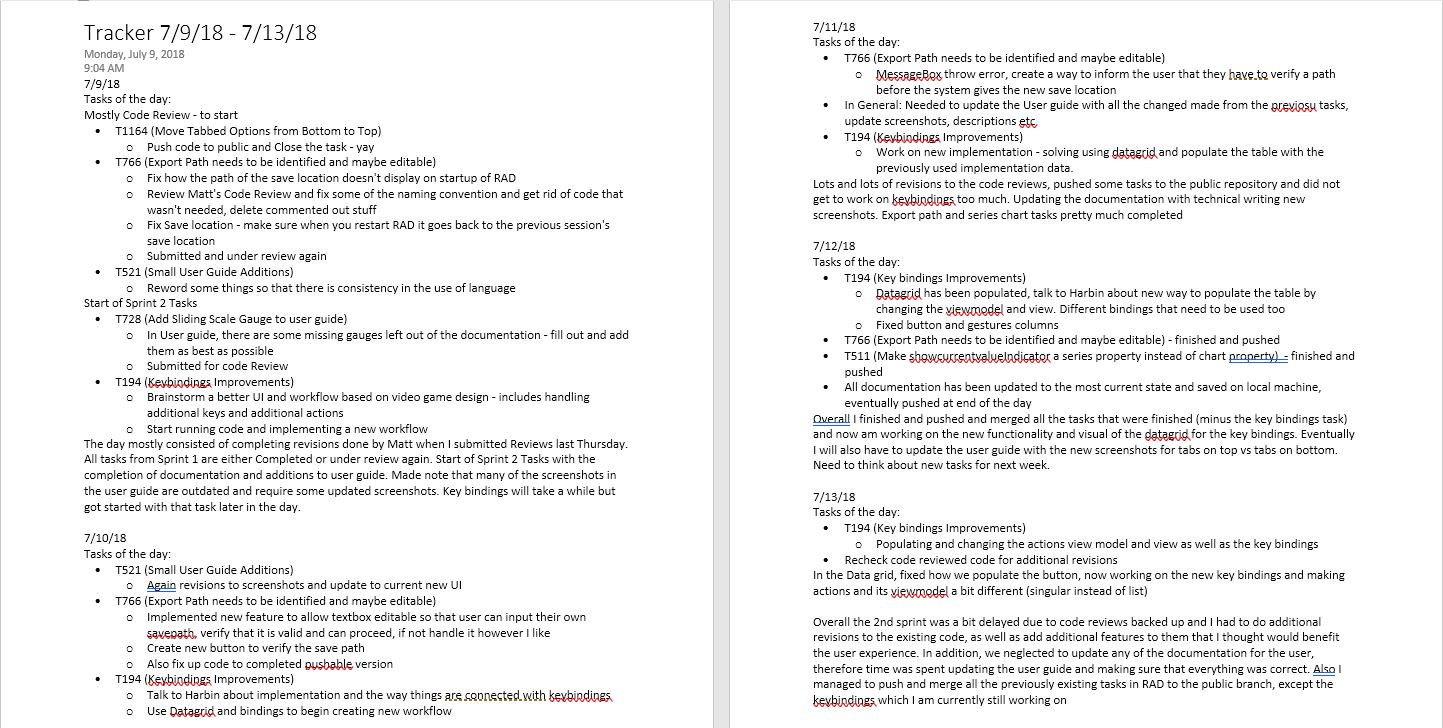 Tracker 7/9/18 - 7/13/18
Monday, July 9, 2018
9:04 AM
7/9/18
Tasks of the day:
Mostly Code Review - to start
• T1164 (Move Tabbed Options from Bottom to Top)
o Push code to public and Close the task - yay
• T766 (Export Path needs to be identified and maybe editable)
o Fix how the path of the save location doesn't display on startup of RAD
o Review Matt's Code Review and fix some of the naming convention and get rid of code that
wasn't needed, delete commented out stuff
o Fix Save location - make sure when you restart RAD it goes back to the previous session's
save location
o Submitted and under review again
• T521 (Small User Guide Additions)
o Reword some things so that there is consistency in the use of language
Start of Sprint 2 Tasks
• T728 (Add Sliding Scale Gauge to user guide)
o In User guide, there are some missing gauges left out of the documentation - fill out and add
them as best as possible
o Submitted for code Review
• T194 (Keybindings Improvements)
o Brainstorm a better UI and workflow based on video game design - includes handling
additional keys and additional actions
o Start running code and implementing a new workflow
The day mostly consisted of completing revisions done by Matt when I submitted Reviews last Thursday.
All tasks from Sprint 1 are either Completed or under review again. Start of Sprint 2 Tasks with the
completion of documentation and additions to user guide. Made note that many of the screenshots in
the user guide are outdated and require some updated screenshots. Key bindings will take a while but
got started with that task later in the day.
7/10/18
Tasks of the day:
• T521 (Small User Guide Additions)
o Again revisions to screenshots and update to current new UI
• T766 (Export Path needs to be identified and maybe editable)
o Implemented new feature to allow textbox editable so that user can input their own
savepath, verify that it is valid and can proceed, if not handle it however I like
o Create new button to verify the save path
o Also fix up code to completed pushable version
• T194 (Keybindings Improvements)
o Talk to Harbin about implementation and the way things are connected with keybindings
o Use Datagrid and bindings to begin creating new workflow
7/11/18
Tasks of the day:
• T766 (Export Path needs to be identified and maybe editable)
o MessageBox throw error, create a way to inform the user that they have to verify a path
before the system gives the new save location
• In General: Needed to update the User guide with all the changed made from the previosu tasks,
update screenshots, descriptions etc.
• T194 (Keybindings Improvements)
o Work on new implementation - solving using datagrid and populate the table with the
previously used implementation data.
Lots and lots of revisions to the code reviews, pushed some tasks to the public repository and did not
get to work on keybindings too much. Updating the documentation with technical writing new
screenshots. Export path and series chart tasks pretty much completed
7/12/18
Tasks of the day:
• T194 (Key bindings Improvements)
o Datagrid has been populated, talk to Harbin about new way to populate the table by
changing the viewmodel and view. Different bindings that need to be used too
o Fixed button and gestures columns
• T766 (Export Path needs to be identified and maybe editable) - finished and pushed
• T511 (Make showcurrentvalueIndicator a series property instead of chart property) - finished and
pushed
• All documentation has been updated to the most current state and saved on local machine,
eventually pushed at end of the day
Overall I finished and pushed and merged all the tasks that were finished (minus the key bindings task)
and now am working on the new functionality and visual of the datagrid for the key bindings. Eventually
I will also have to update the user guide with the new screenshots for tabs on top vs tabs on bottom.
Need to think about new tasks for next week.
7/13/18
Tasks of the day:
• T194 (Key bindings Improvements)
o Populating and changing the actions view model and view as well as the key bindings
• Recheck code reviewed code for additional revisions
In the Data grid, fixed how we populate the button, now working on the new key bindings and making
actions and its viewmodel a bit different (singular instead of list)
Overall the 2nd sprint was a bit delayed due to code reviews backed up and I had to do additional
revisions to the existing code, as well as add additional features to them that I thought would benefit
the user experience. In addition, we neglected to update any of the documentation for the user,
therefore time was spent updating the user guide and making sure that everything was correct. Also I
managed to push and merge all the previously existing tasks in RAD to the public branch, except the
keybindings which I am currently still working on